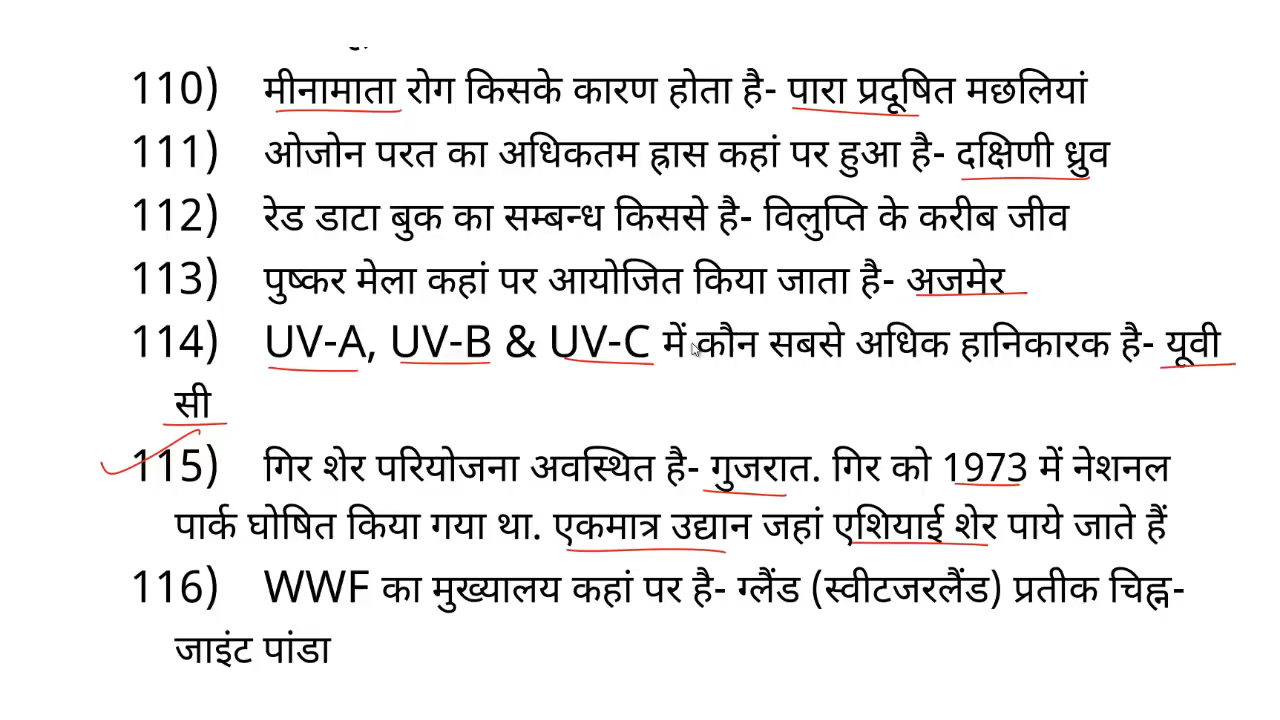 110) मीनामाता रोग किसके कारण होता है- पारा प्रदूषित मछलियां
111) ओजोन परत का अधिकतम ह्रास कहां पर हुआ है- दक्षिणी ध्रुव
112) रेड डाटा बुक का सम्बन्ध किससे है- विलुप्ति के करीब जीव
113) पुष्कर मेला कहां पर आयोजित किया जाता है- अजमेर
114) UV-A, UV-B & UV-C में कौन सबसे अधिक हानिकारक है- यूवी
सी
115) गिर शेर परियोजना अवस्थित है- गुजरात. गिर को 1973 में नेशनल
पार्क घोषित किया गया था. एकमात्र उद्यान जहां एशियाई शेर पाये जाते हैं
116) WWF का मुख्यालय कहां पर है- ग्लैंड (स्वीटजरलैंड) प्रतीक चिह्न-
जाइंट पांडा